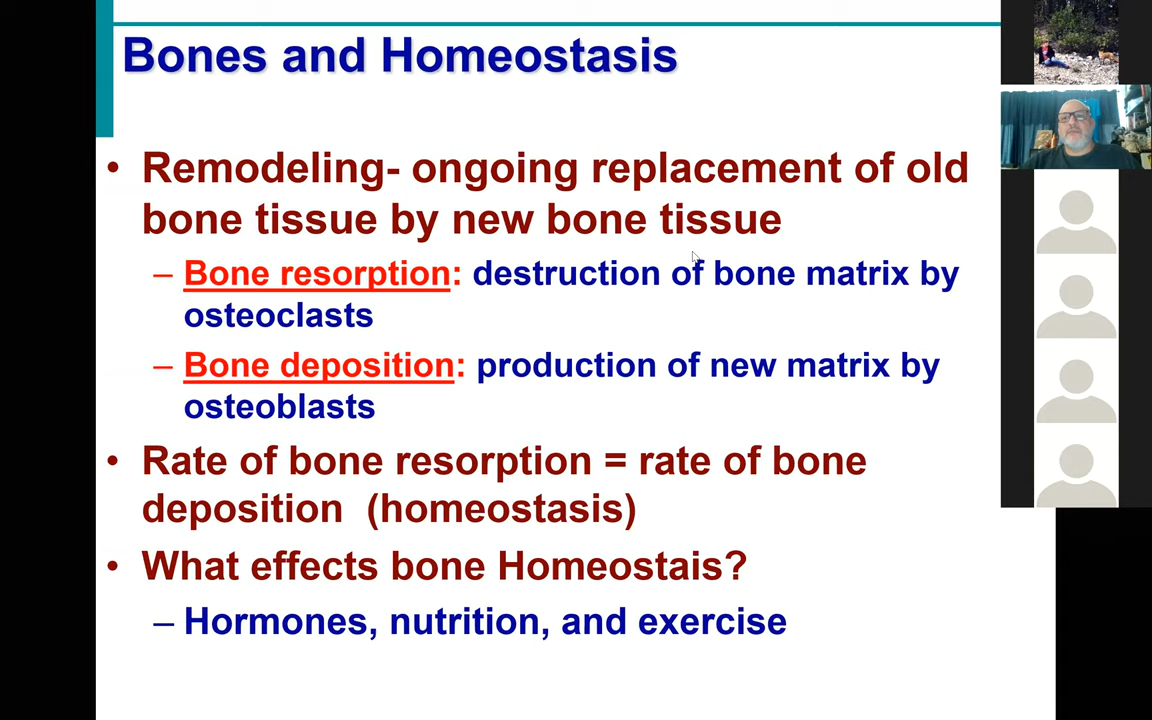 Bones and Homeostasis
• Remodeling- ongoing replacement of old
bone tissue by new bone tissue
– Bone resorption: destruction of bone matrix by
osteoclasts
– Bone deposition: production of new matrix by
osteoblasts
• Rate of bone resorption = rate of bone
deposition (homeostasis)
• What effects bone Homeostais?
– Hormones, nutrition, and exercise